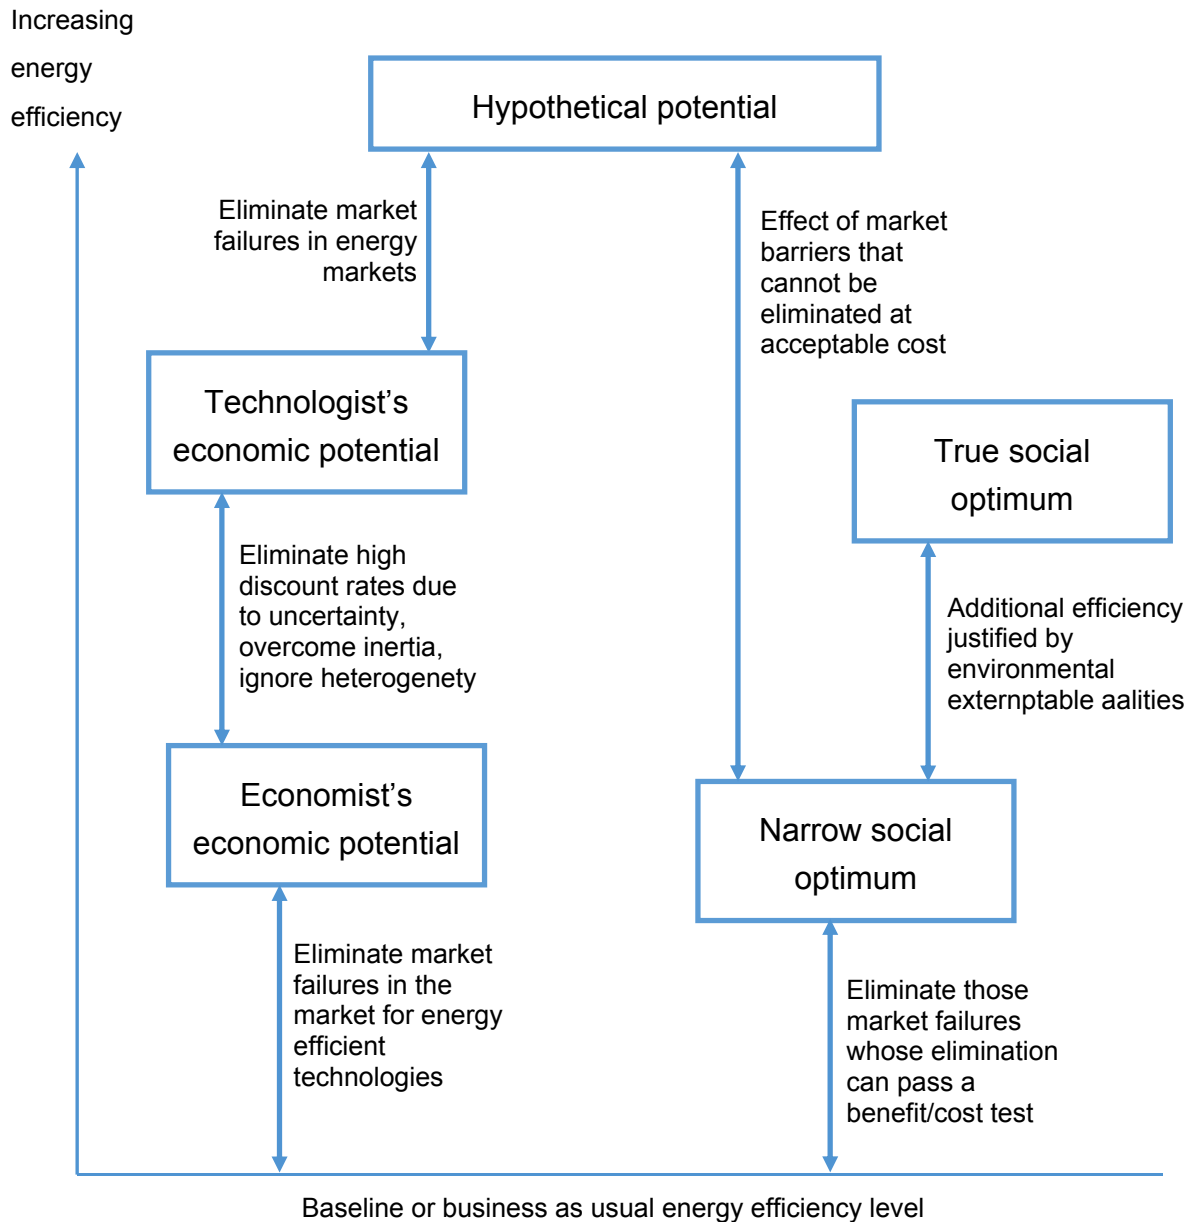 Increasing
energy
efficiency
Hypothetical potential
Eliminate market
failures in energy
markets
Effect of market
barriers that
cannot be
eliminated at
acceptable cost
Technologist’s
economic potential
True social
optimum
Eliminate high
discount rates due
to uncertainty,
overcome inertia,
ignore heterogenety
Additional efficiency
justified by
environmental
externptable aalities
Economist’s
economic potential
Narrow social
optimum
Eliminate market
failures in the
market for energy
efficient
technologies
Eliminate those
market failures
whose elimination
can pass a
benefit/cost test
Baseline or business as usual energy efficiency level